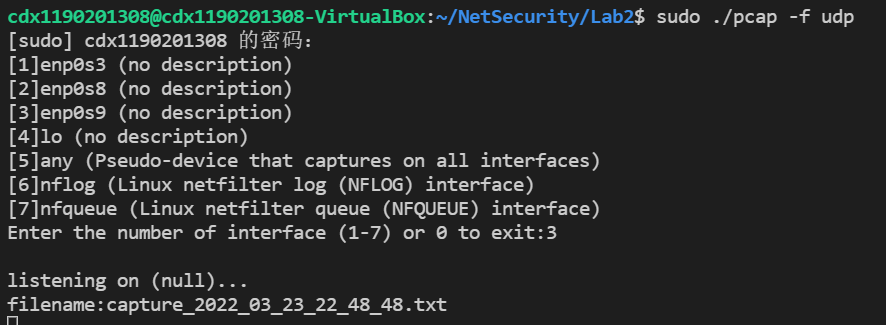 cdx1190201308@cdx1190201308-VirtualBox:~/NetSecurity/Lab2$ sudo ./pcap -f udp
[sudo] cdx1190201308 的密码：
[1]enp0s3 (no description)
[2]enp0s8 (no description)
[3]enp0s9 (no description)
[4]lo (no description)
[5]any (Pseudo-device that captures on all interfaces)
[6]nflog (Linux netfilter log (NFLOG) interface)
[7]nfqueue (Linux netfilter queue (NFQUEUE) interface)
Enter the number of interface (1-7) or 0 to exit:3
listening on (null)...
filename:capture_2022_03_23_22_48_48.txt